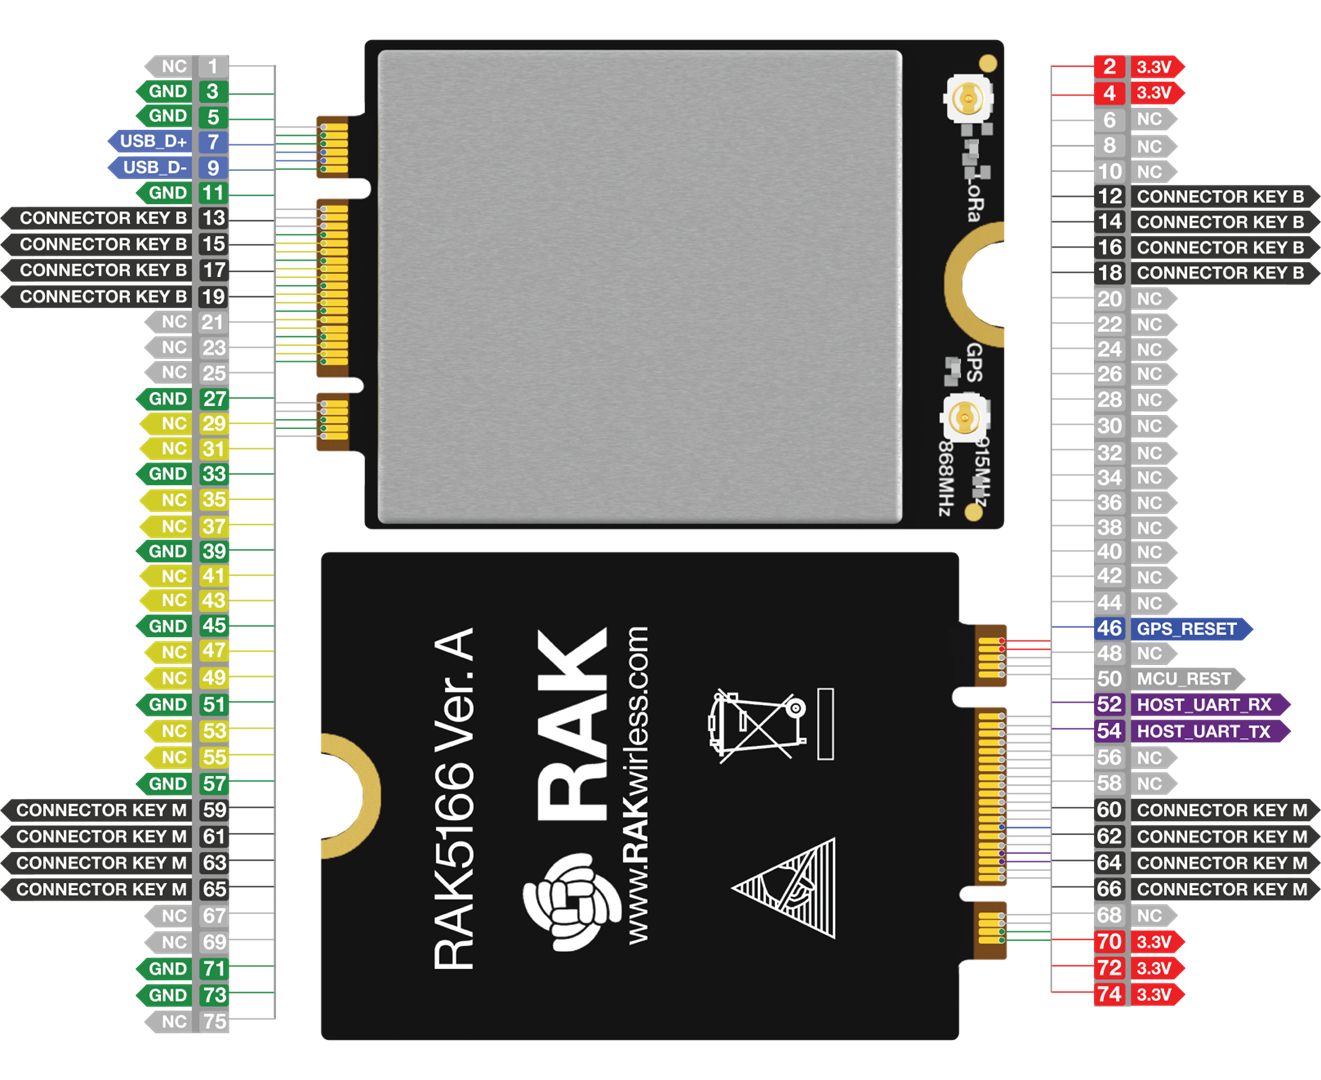 NC 1
GND 3
GND 5
USB_D+ 7
USB_D- 9
GND 11
CONNECTOR KEY B 13
CONNECTOR KEY B 15
CONNECTOR KEY B 17
CONNECTOR KEY B 19
NC 21
NC 23
NC 25
GND 27
NC 29
NC 31
GND 33
NC 35
NC 37
GND 39
NC 41
NC 43
GND 45
NC 47
NC 49
GND 51
NC 53
NC 55
GND 57
CONNECTOR KEY M 59
CONNECTOR KEY M 61
CONNECTOR KEY M 63
CONNECTOR KEY M 65
NC 67
NC 69
GND 71
GND 73
NC 75
LoRa
GPS
915MHz
868MHz
RAK5166 Ver. A
RAK
www.RAKwirless.com
2 3.3V
4 3.3V
6 NC
8 NC
10 NC
12 CONNECTOR KEY B
14 CONNECTOR KEY B
16 CONNECTOR KEY B
18 CONNECTOR KEY B
20 NC
22 NC
24 NC
26 NC
28 NC
30 NC
32 NC
34 NC
36 NC
38 NC
40 NC
42 NC
44 NC
46 GPS_RESET
48 NC
50 MCU_REST
52 HOST_UART_RX
54 HOST_UART_TX
56 NC
58 NC
60 CONNECTOR KEY M
62 CONNECTOR KEY M
64 CONNECTOR KEY M
66 CONNECTOR KEY M
68 NC
70 3.3V
72 3.3V
74 3.3V